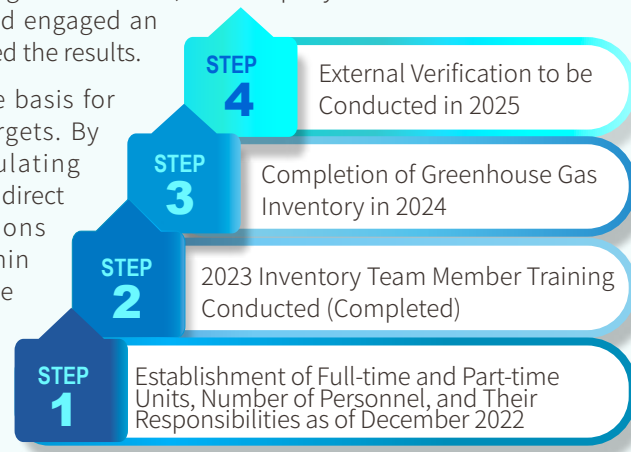 d engaged an
ed the results.
e basis for
rgets. By
ulating
direct
ions
nin
e
STEP
4
External Verification to be
Conducted in 2025
STEP
3
Completion of Greenhouse Gas
Inventory in 2024
STEP
2
2023 Inventory Team Member Training
Conducted (Completed)
STEP
1
Establishment of Full-time and Part-time
Units, Number of Personnel, and Their
Responsibilities as of December 2022